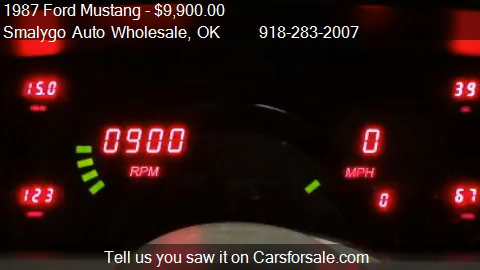 1987 Ford Mustang - $9,900.00
Smalygo Auto Wholesale, OK 918-283-2007
15.0 39
0900 0
RPM MPH
123 0 67
Tell us you saw it on Carsforsale.com